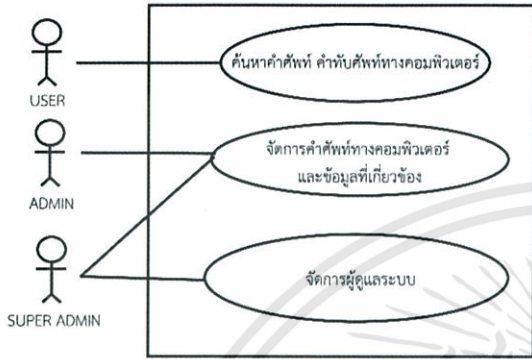 ค้นหาคำศัพท์ คำทับศัพท์ทางคอมพิวเตอร์
USER
จัดการคำศัพท์ทางคอมพิวเตอร์
และข้อมูลที่เกี่ยวข้อง
ADMIN
จัดการผู้ดูแลระบบ
SUPER ADMIN